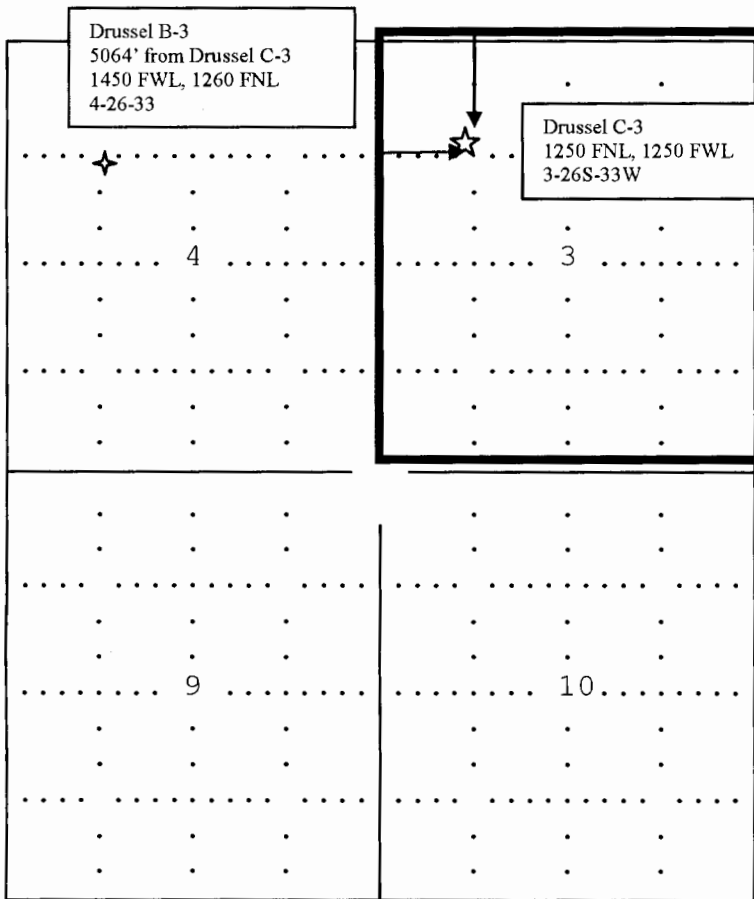 Drussel B-3
5064' from Drussel C-3
1450 FWL, 1260 FNL
4-26-33
Drussel C-3
1250 FNL, 1250 FWL
3-26S-33W
4
3
9
10